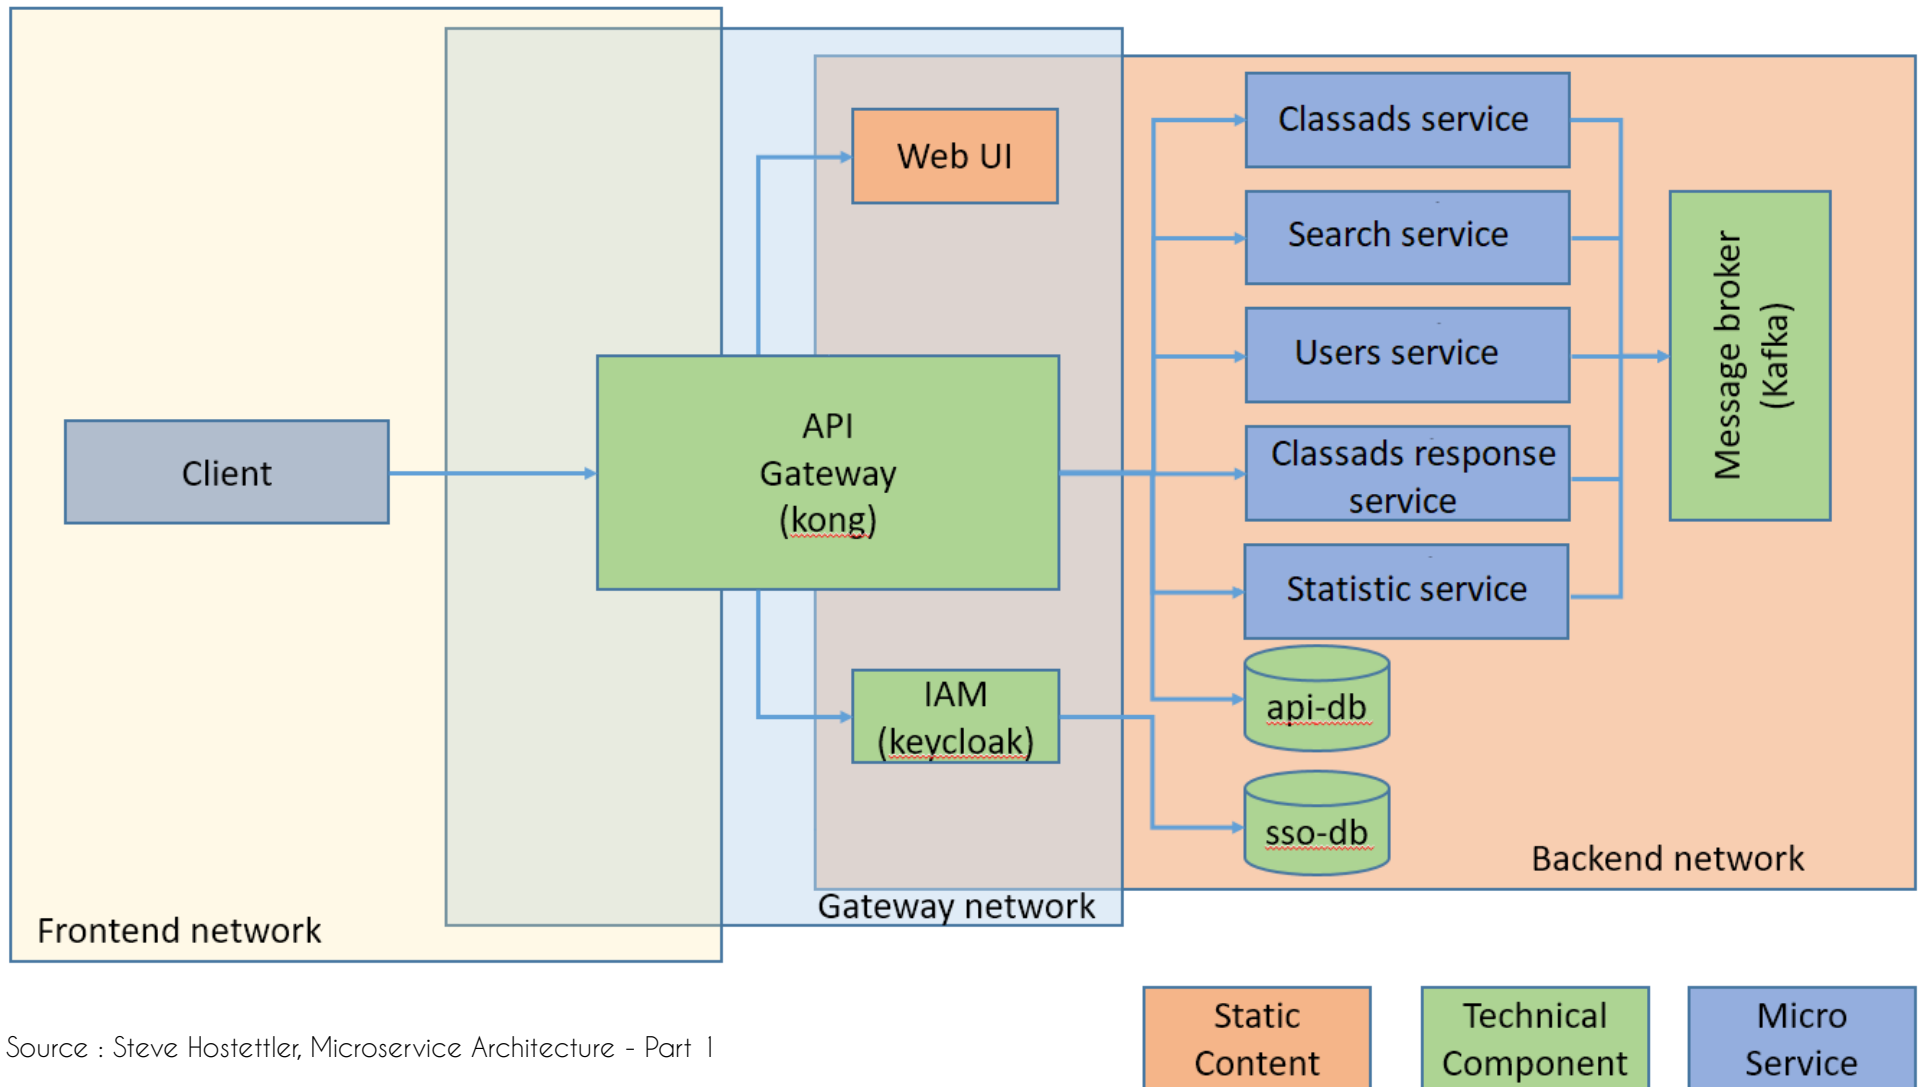 Web UI
Client
API
Gateway
(kong)
IAM
(keycloak)
Classads service
Search service
Users service
Classads response
service
Statistic service
api-db
sso-db
Message broker
(Kafka)
Backend network
Gateway network
Frontend network
Static
Content
Technical
Component
Micro
Service
Source : Steve Hostettler, Microservice Architecture - Part 1